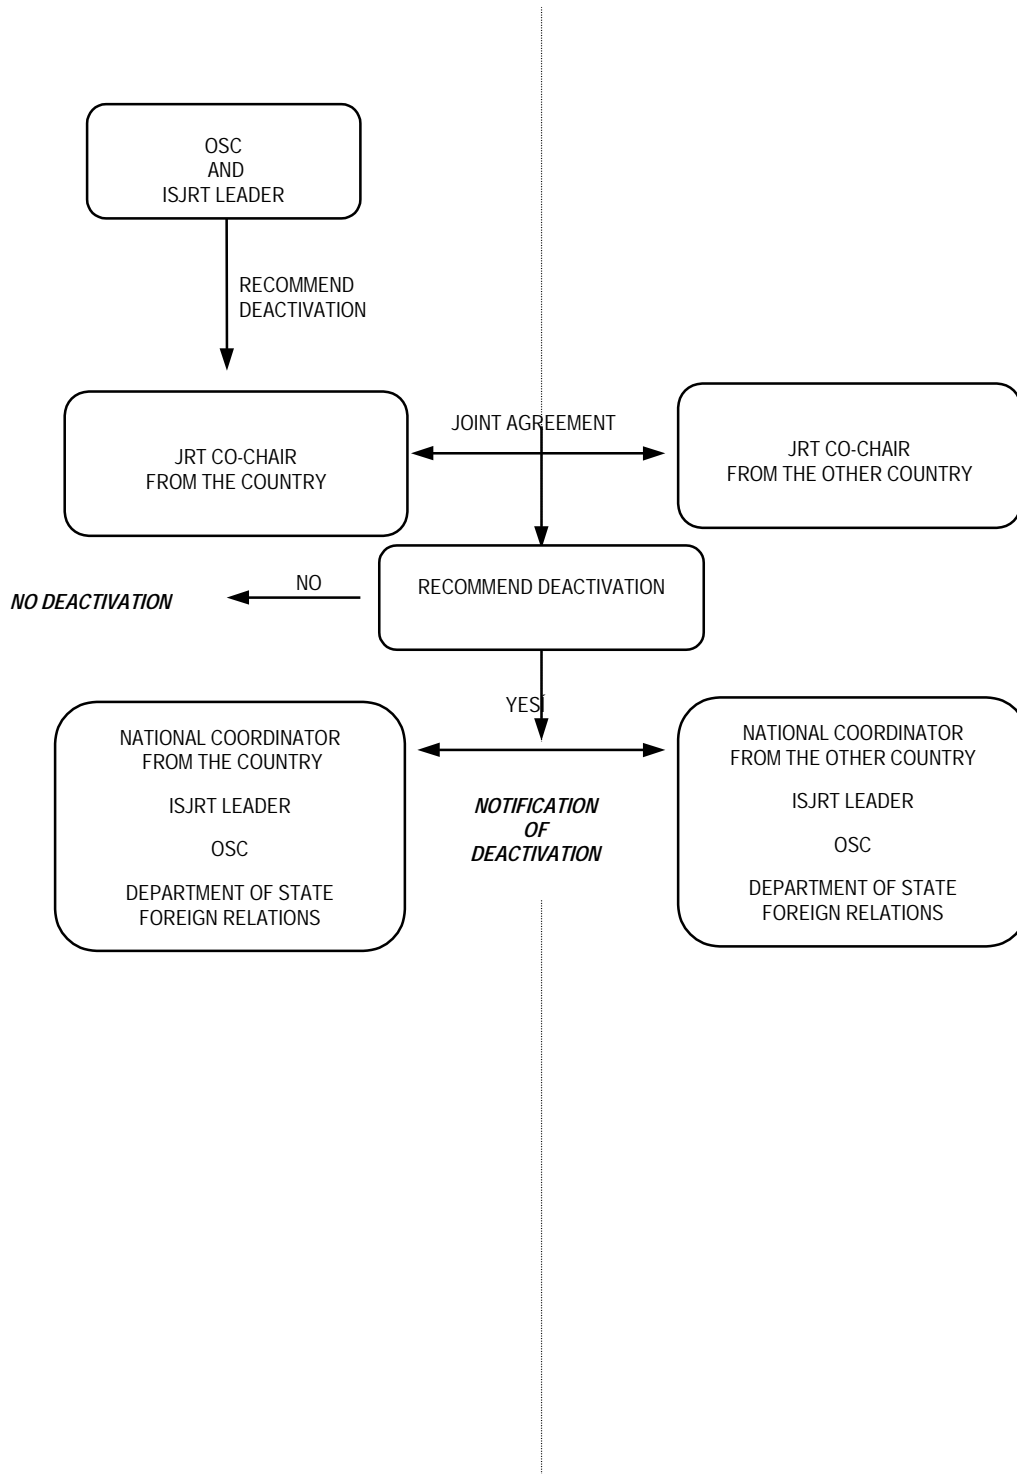 OSC
AND
ISJRT LEADER
RECOMMEND
DEACTIVATION
JOINT AGREEMENT
JRT CO-CHAIR
FROM THE COUNTRY
JRT CO-CHAIR
FROM THE OTHER COUNTRY
RECOMMEND DEACTIVATION
NO
NO DEACTIVATION
YESÍ
NATIONAL COORDINATOR
FROM THE COUNTRY
ISJRT LEADER
OSC
DEPARTMENT OF STATE
FOREIGN RELATIONS
NOTIFICATION
OF
DEACTIVATION
NATIONAL COORDINATOR
FROM THE OTHER COUNTRY
ISJRT LEADER
OSC
DEPARTMENT OF STATE
FOREIGN RELATIONS